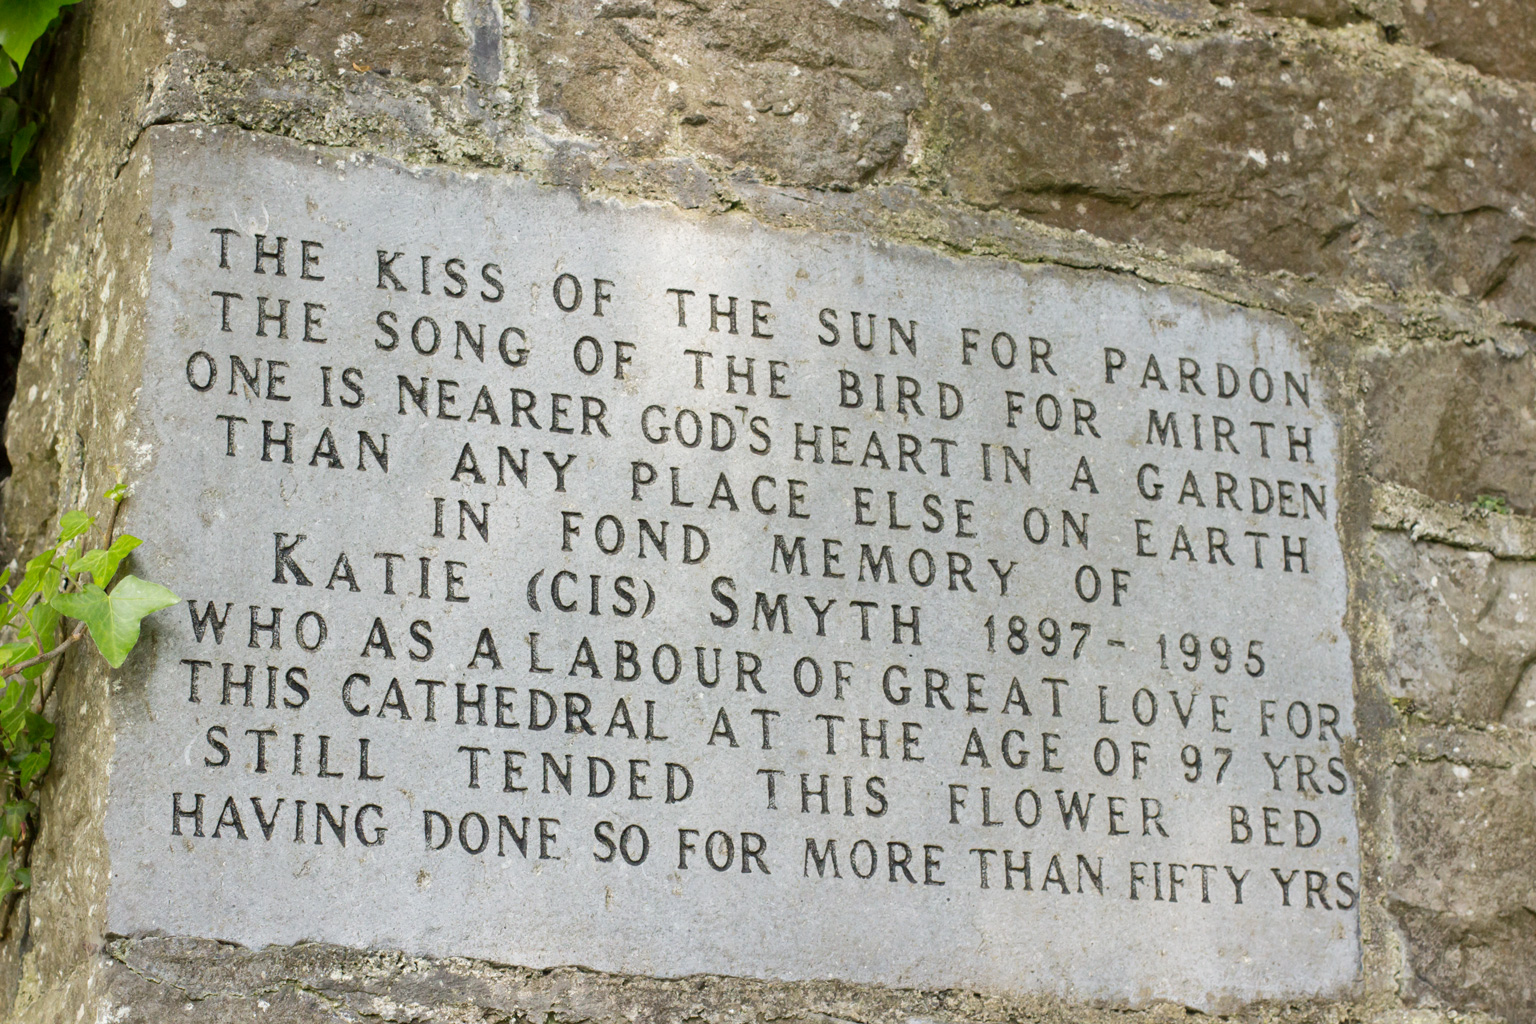 THE KISS OF THE SUN FOR PARDON
THE SONG OF THE BIRD FOR MIRTH
ONE IS NEARER GOD'S HEART IN A GARDEN
THAN ANY PLACE ELSE ON EARTH
IN FOND MEMORY OF
KATIE (CIS) SMYTH 1897-1995
WHO AS A LABOUR OF GREAT LOVE FOR
THIS CATHEDRAL AT THE AGE OF 97 YRS
STILL TENDED THIS FLOWER BED
HAVING DONE SO FOR MORE THAN FIFTY YRS